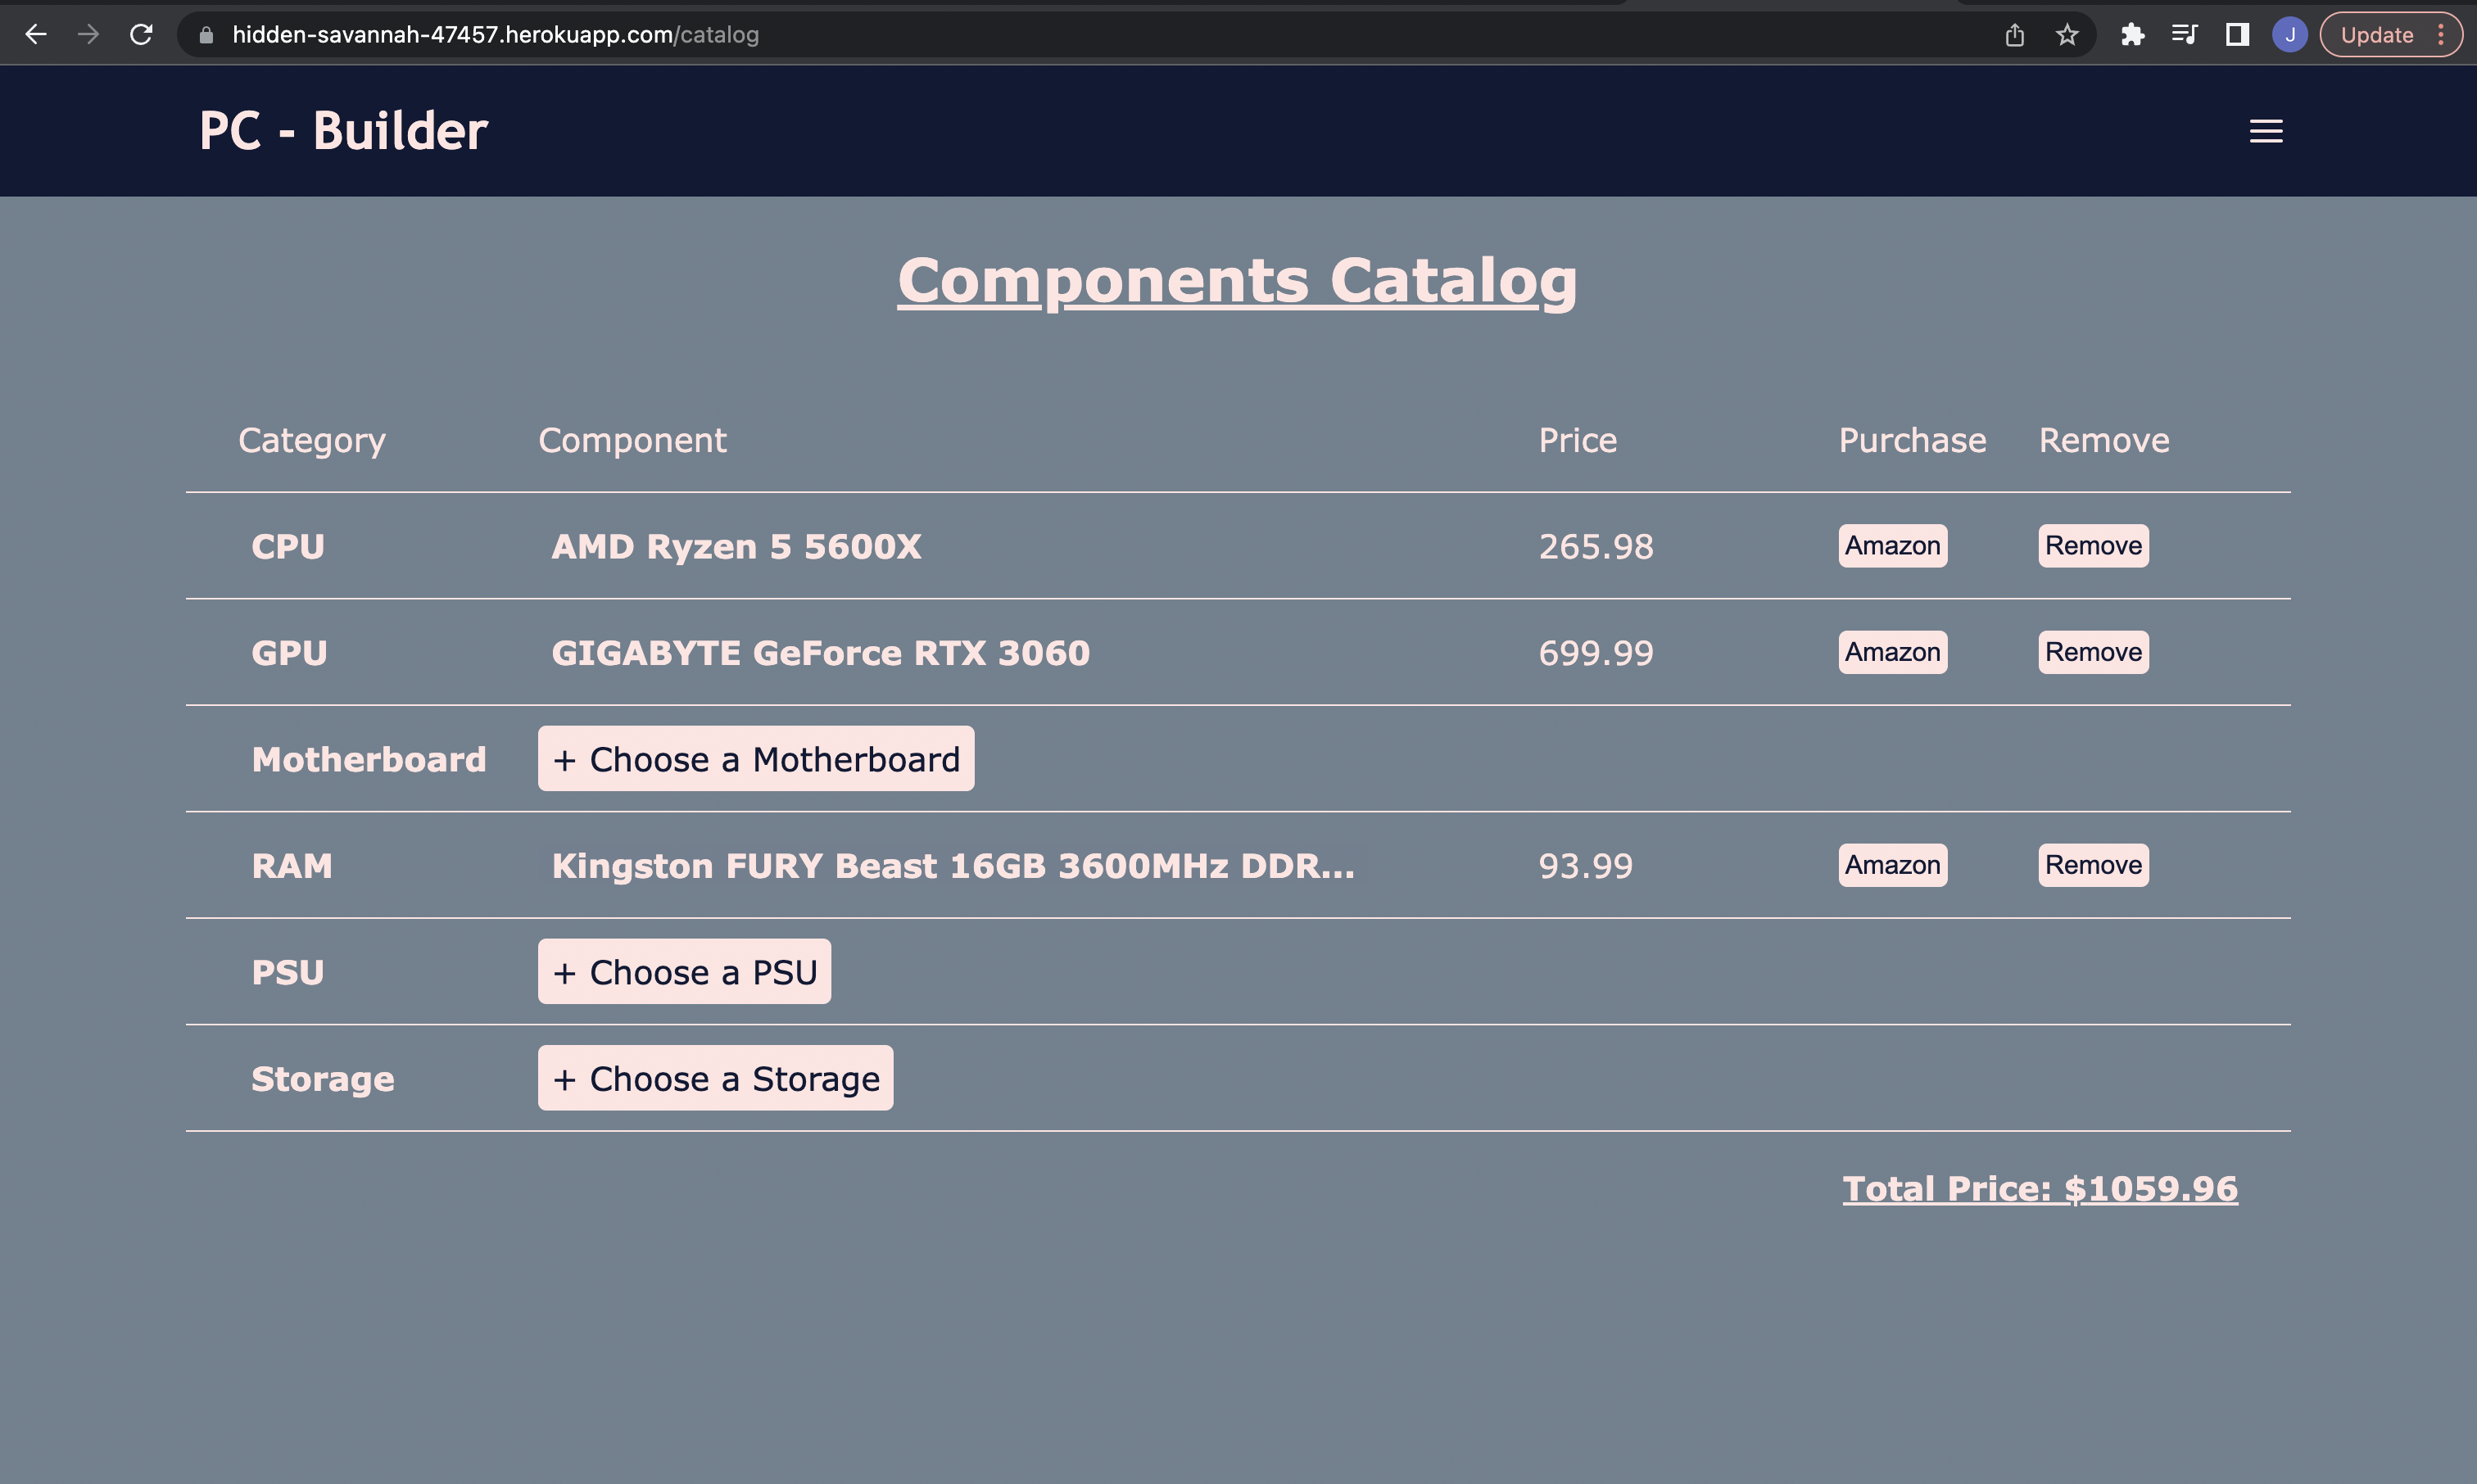 hidden-savannah-47457.herokuapp.com/catalog J Update
PC - Builder
Components Catalog
Category Component Price Purchase Remove
CPU AMD Ryzen 5 5600X 265.98 Amazon Remove
GPU GIGABYTE GeForce RTX 3060 699.99 Amazon Remove
Motherboard + Choose a Motherboard
RAM Kingston FURY Beast 16GB 3600MHz DDR... 93.99 Amazon Remove
PSU + Choose a PSU
Storage + Choose a Storage
Total Price: $1059.96